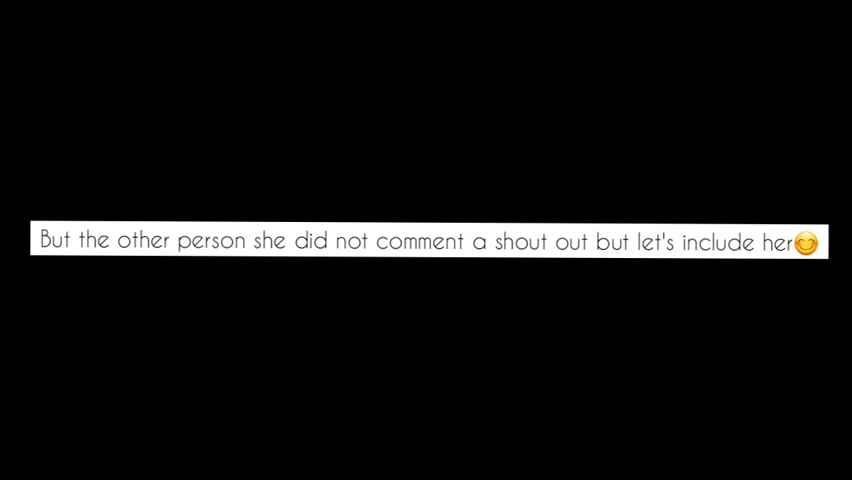 But the other person she did not comment a shout out but let's include her😊